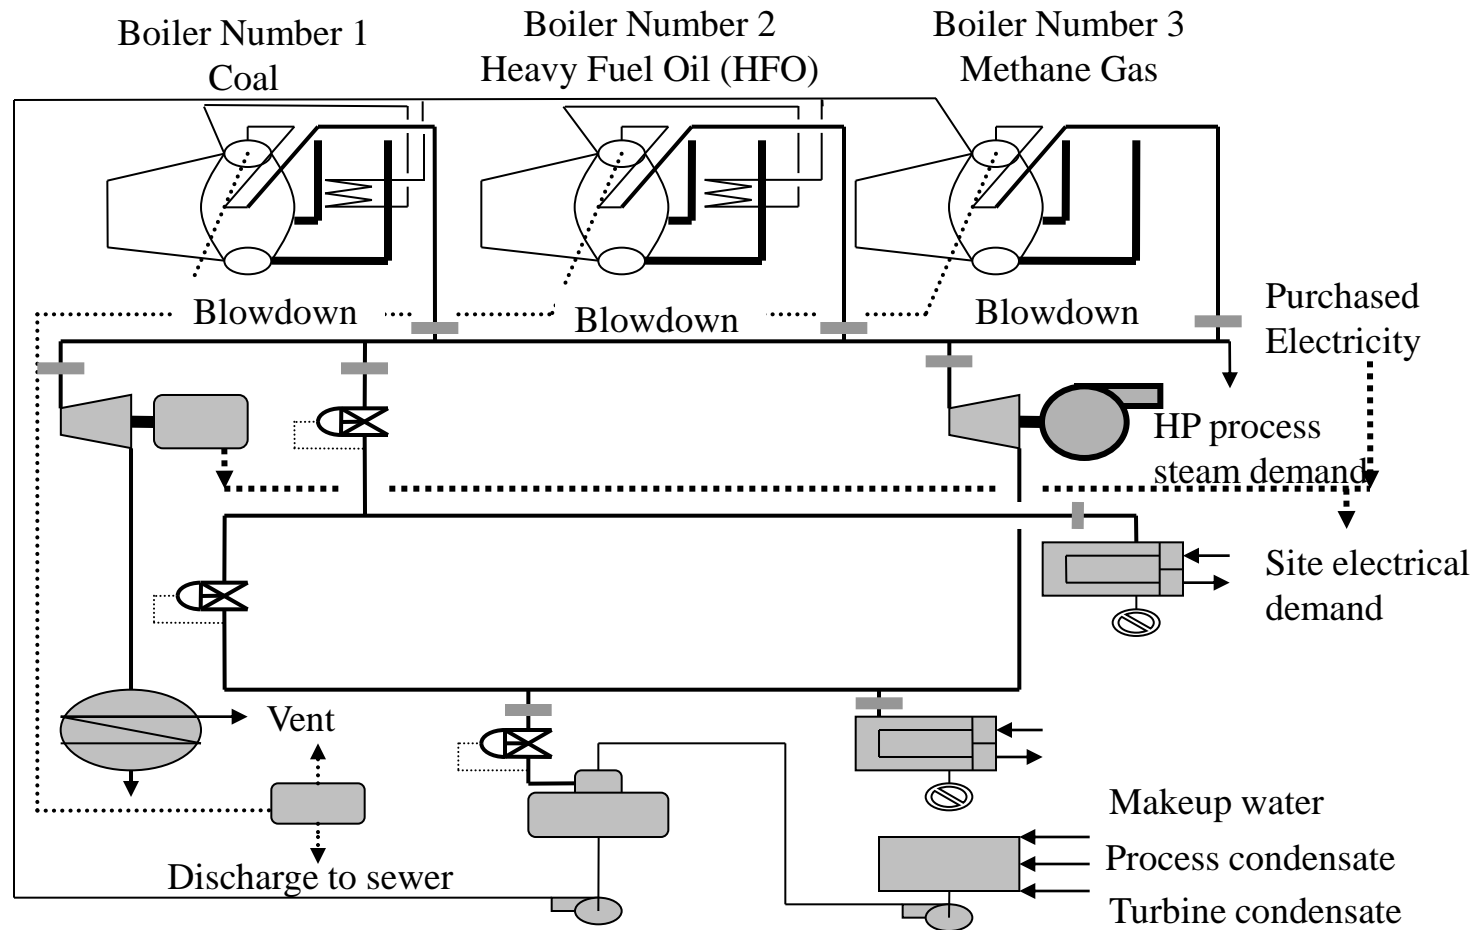 Boiler Number 1
Coal
Boiler Number 2
Heavy Fuel Oil (HFO)
Boiler Number 3
Methane Gas
Blowdown
Blowdown
Blowdown
Purchased
Electricity
HP process
steam demand
Site electrical
demand
Vent
Discharge to sewer
Makeup water
Process condensate
Turbine condensate